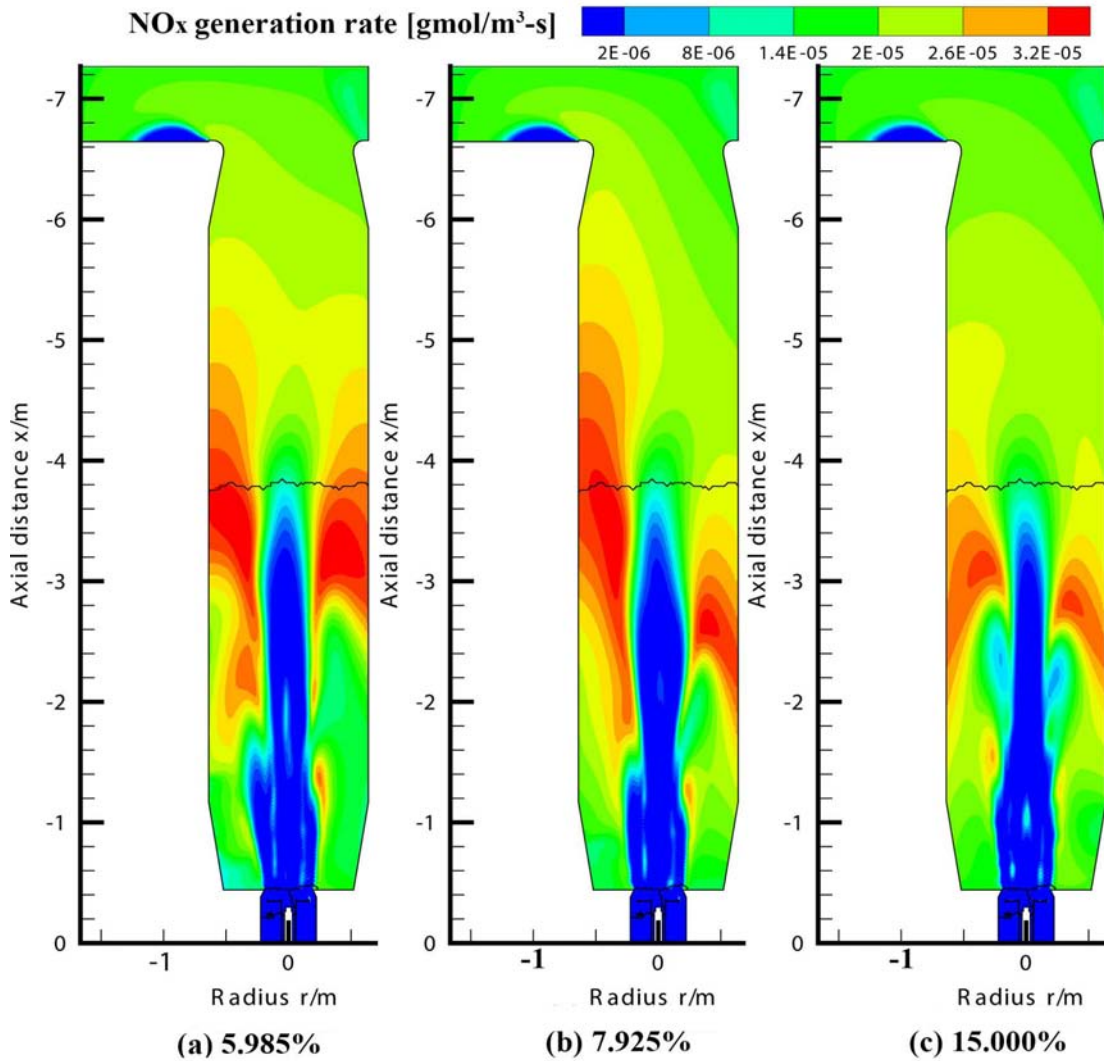 NOx generation rate [gmol/m³-s]
2E-06 8E-06 1.4E-05 2E-05 2.6E-05 3.2E-05
-7 -7 -7
-6 -6 -6
-5 -5 -5
Axial distance x/m Axial distance x/m Axial distance x/m
-4 -4 -4
-3 -3 -3
-2 -2 -2
-1 -1 -1
0 0 0
-1 0 -1 0 -1 0
Radius r/m Radius r/m Radius r/m
(a) 5.985% (b) 7.925% (c) 15.000%